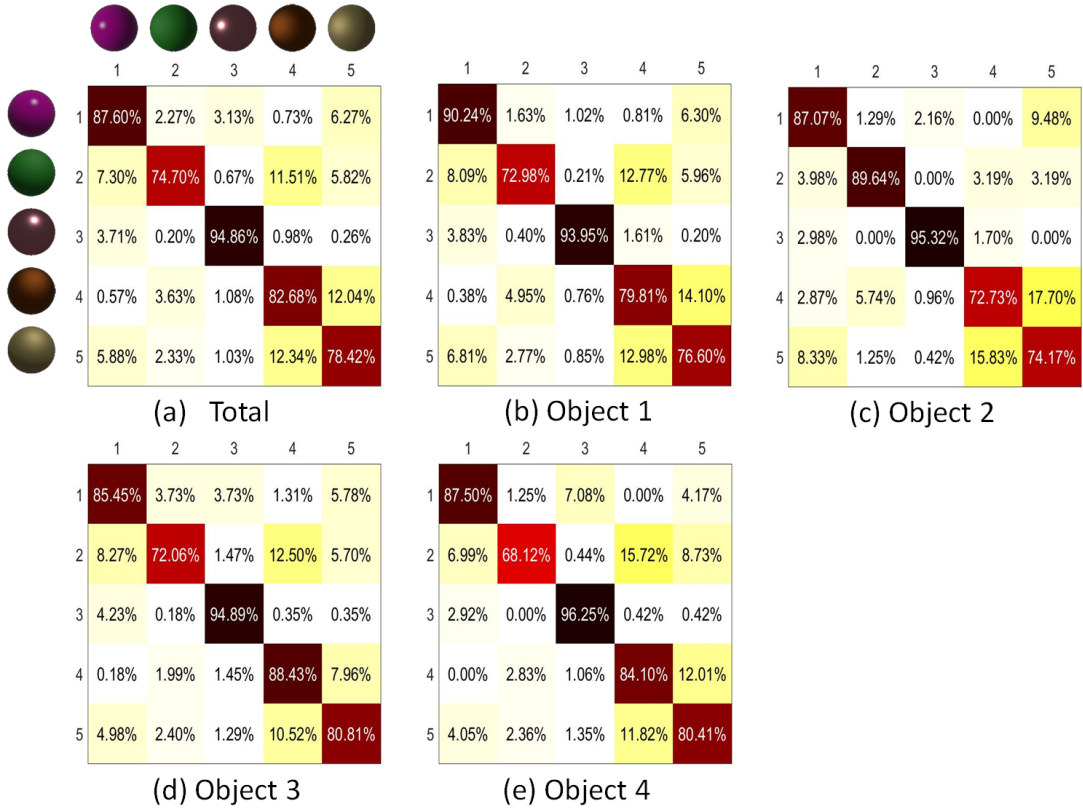 1 2 3 4 5
1 87.60% 2.27% 3.13% 0.73% 6.27%
2 7.30% 74.70% 0.67% 11.51% 5.82%
3 3.71% 0.20% 94.86% 0.98% 0.26%
4 0.57% 3.63% 1.08% 82.68% 12.04%
5 5.88% 2.33% 1.03% 12.34% 78.42%
(a) Total
1 2 3 4 5
1 90.24% 1.63% 1.02% 0.81% 6.30%
2 8.09% 72.98% 0.21% 12.77% 5.96%
3 3.83% 0.40% 93.95% 1.61% 0.20%
4 0.38% 4.95% 0.76% 79.81% 14.10%
5 6.81% 2.77% 0.85% 12.98% 76.60%
(b) Object 1
1 2 3 4 5
1 87.07% 1.29% 2.16% 0.00% 9.48%
2 3.98% 89.64% 0.00% 3.19% 3.19%
3 2.98% 0.00% 95.32% 1.70% 0.00%
4 2.87% 5.74% 0.96% 72.73% 17.70%
5 8.33% 1.25% 0.42% 15.83% 74.17%
(c) Object 2
1 2 3 4 5
1 85.45% 3.73% 3.73% 1.31% 5.78%
2 8.27% 72.06% 1.47% 12.50% 5.70%
3 4.23% 0.18% 94.89% 0.35% 0.35%
4 0.18% 1.99% 1.45% 88.43% 7.96%
5 4.98% 2.40% 1.29% 10.52% 80.81%
(d) Object 3
1 2 3 4 5
1 87.50% 1.25% 7.08% 0.00% 4.17%
2 6.99% 68.12% 0.44% 15.72% 8.73%
3 2.92% 0.00% 96.25% 0.42% 0.42%
4 0.00% 2.83% 1.06% 84.10% 12.01%
5 4.05% 2.36% 1.35% 11.82% 80.41%
(e) Object 4